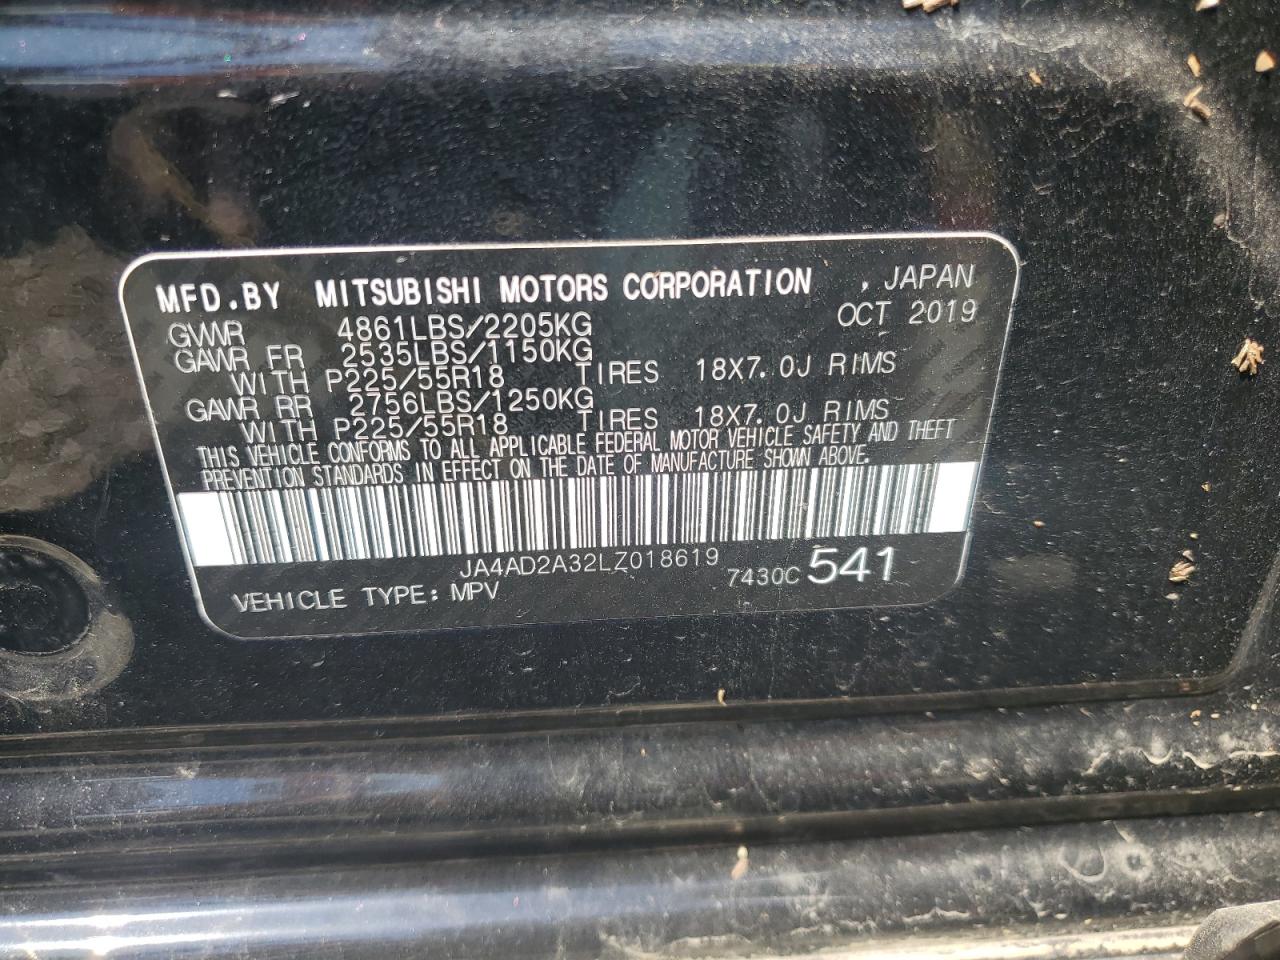 MFD.BY MITSUBISHI MOTORS CORPORATION , JAPAN
OCT 2019
GVWR 4861LBS/2205KG
GAWR FR 2535LBS/1150KG
WITH P225/55R18 TIRES 18X7.0J RIMS
GAWR RR 2756LBS/1250KG
WITH P225/55R18 TIRES 18X7.0J RIMS
THIS VEHICLE CONFORMS TO ALL APPLICABLE FEDERAL MOTOR VEHICLE SAFETY AND THEFT
PREVENTION STANDARDS IN EFFECT ON THE DATE OF MANUFACTURE SHOWN ABOVE.
JA4AD2A32LZ018619
7430C 541
VEHICLE TYPE: MPV